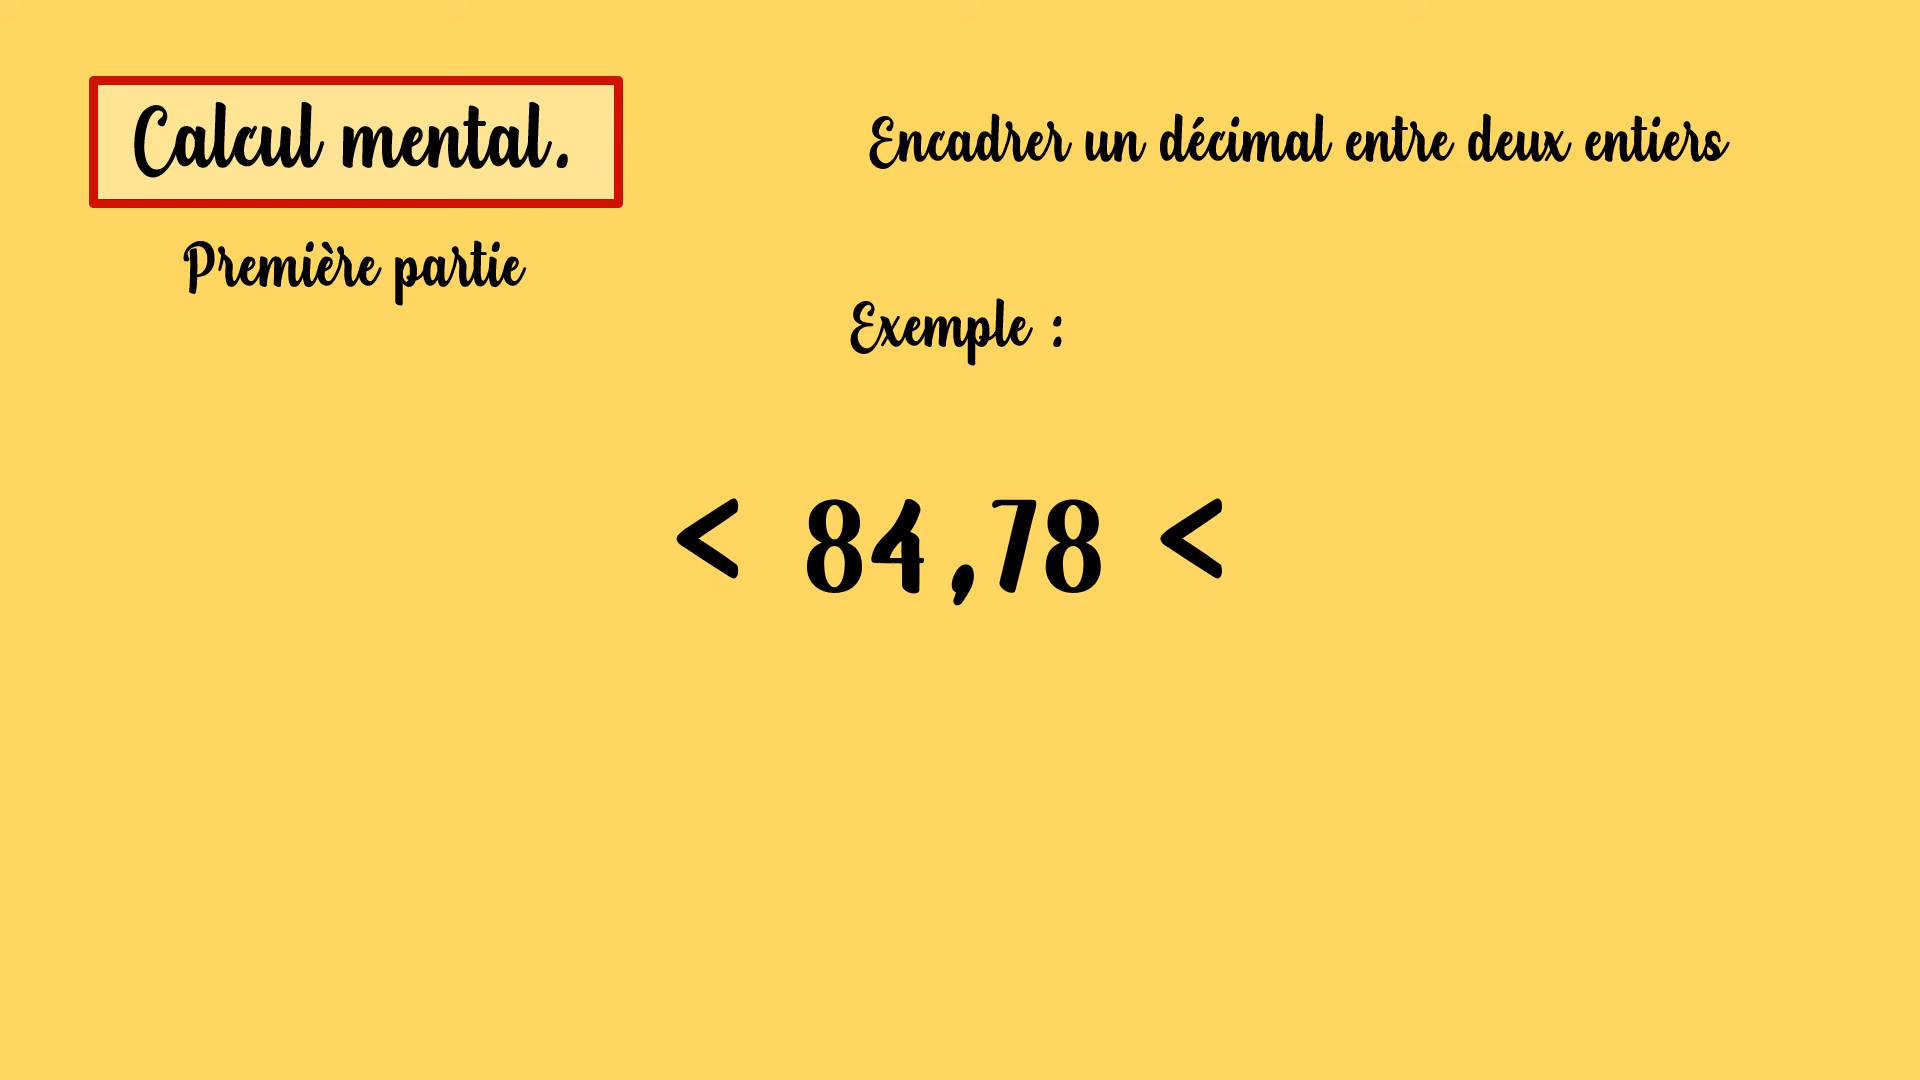 Calcul mental.
Encadrer un décimal entre deux entiers
Première partie
Exemple :
< 84,78 <